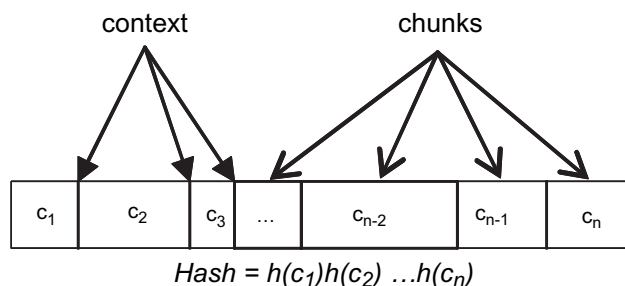 context chunks
c₁ c₂ c₃ ... cₙ₋₂ cₙ₋₁ cₙ
Hash = h(c₁)h(c₂) ...h(cₙ)